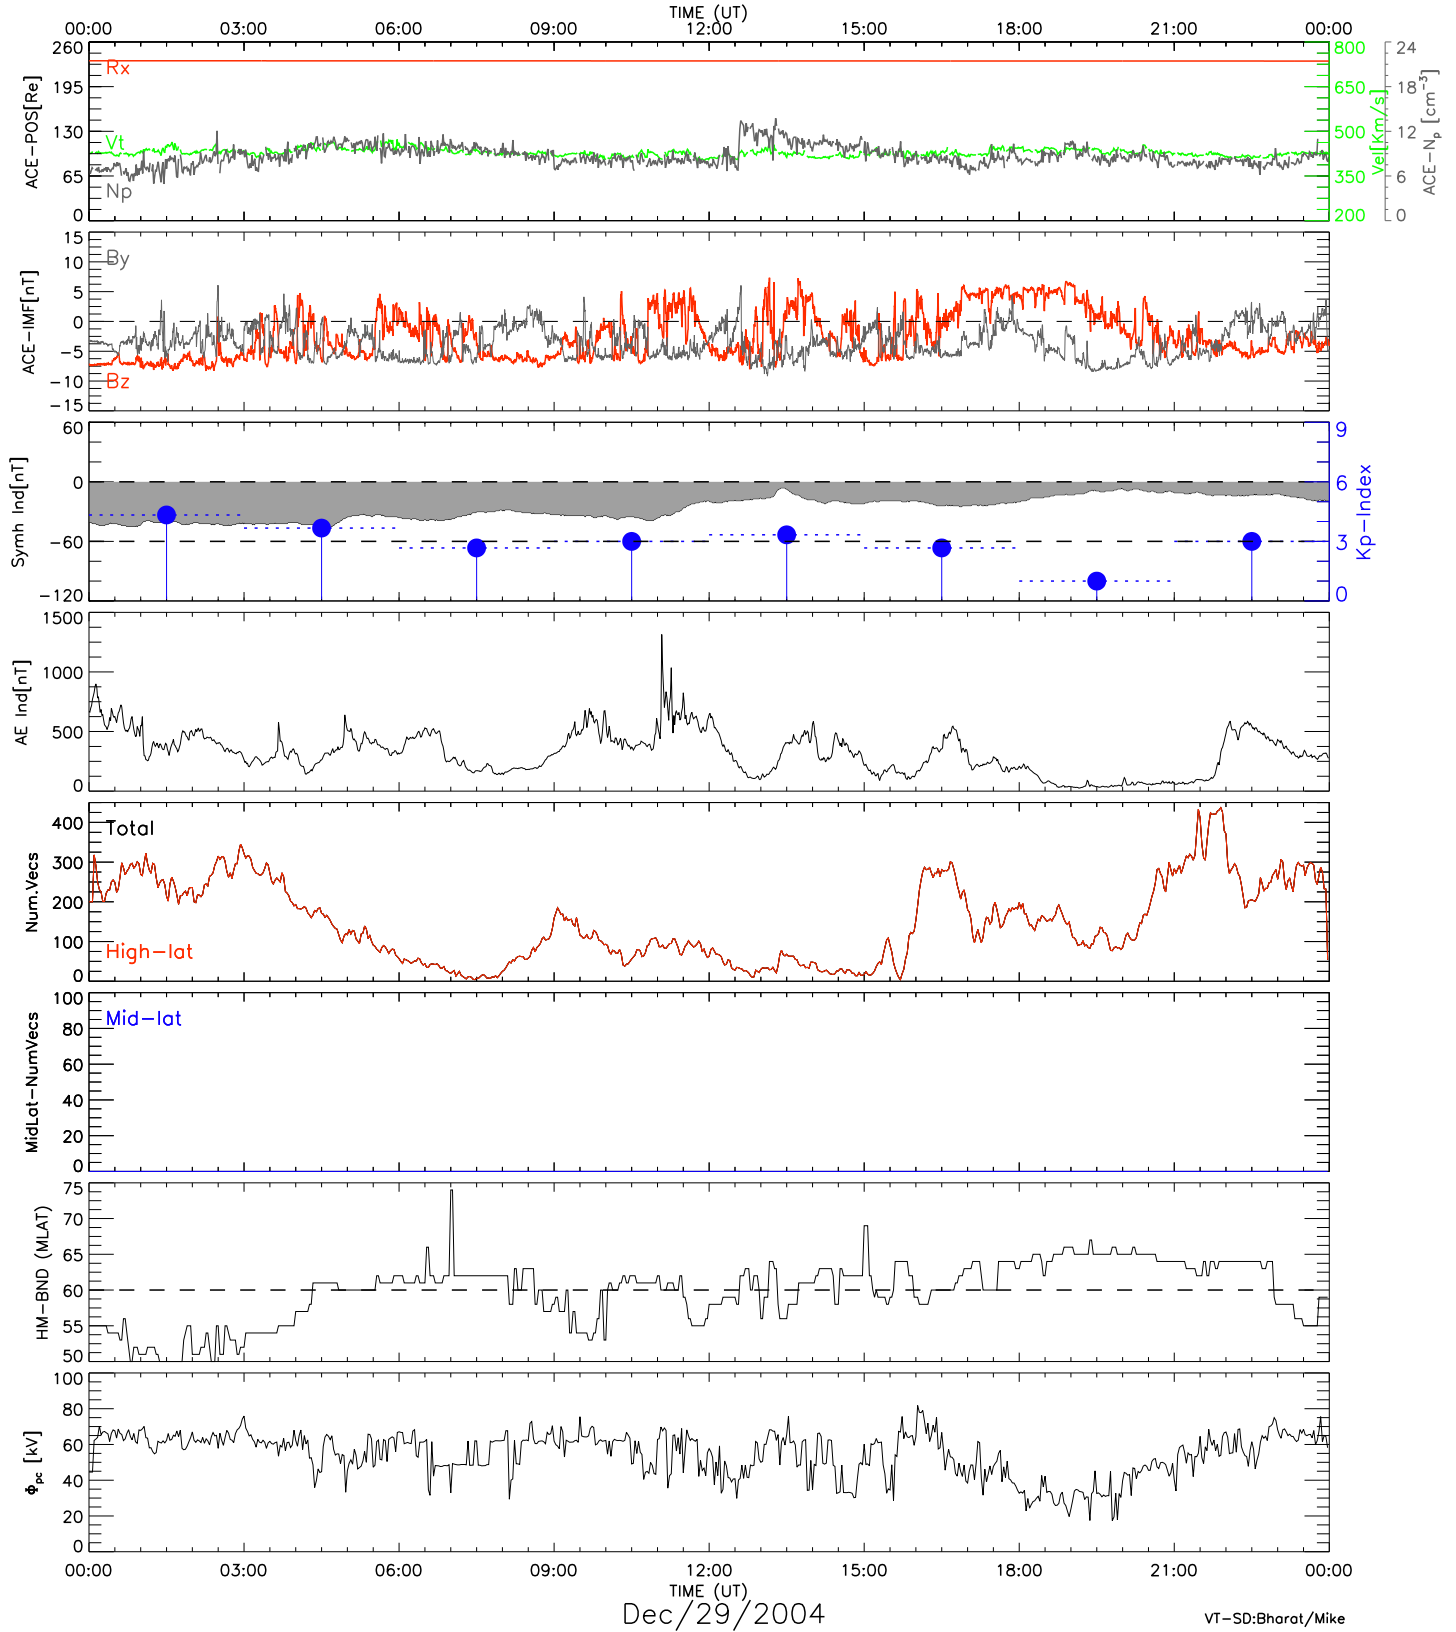 TIME (UT)
00:00 03:00 06:00 09:00 12:00 15:00 18:00 21:00 00:00
ACE-POS[Re]
260
195
130
65
0
Rx
Vt
Np
800
650
500
350
200
Vel[Km/s]
24
18
12
6
0
ACE-Np [cm-3]
ACE-IMF[nT]
15
10
5
0
-5
-10
-15
By
Bz
Symh Ind[nT]
60
0
-60
-120
9
6
3
0
Kp-Index
AE Ind[nT]
1500
1000
500
0
Num.Vecs
400
300
200
100
0
Total
High-lat
MidLat-NumVecs
100
80
60
40
20
0
Mid-lat
HM-BND (MLAT)
75
70
65
60
55
50
Φpc [kV]
100
80
60
40
20
0
00:00 03:00 06:00 09:00 12:00 15:00 18:00 21:00 00:00
TIME (UT)
Dec/29/2004
VT-SD:Bharat/Mike